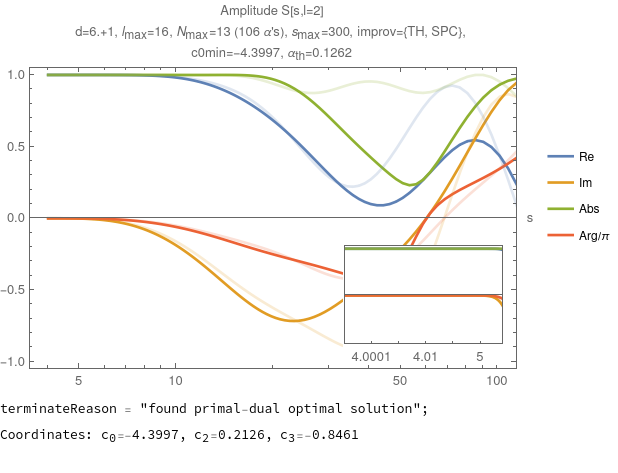 Amplitude S[s,l=2]
d=6.+1, lmax=16, Nmax=13 (106 α's), smax=300, improv={TH, SPC},
c0min=−4.3997, αth=0.1262
1.0
0.5
0.0
−0.5
−1.0
s
Re
Im
Abs
Arg/π
4.0001 4.01 5
5 10 50 100
terminateReason = "found primal-dual optimal solution";
Coordinates: c0=-4.3997, c2=0.2126, c3=-0.8461